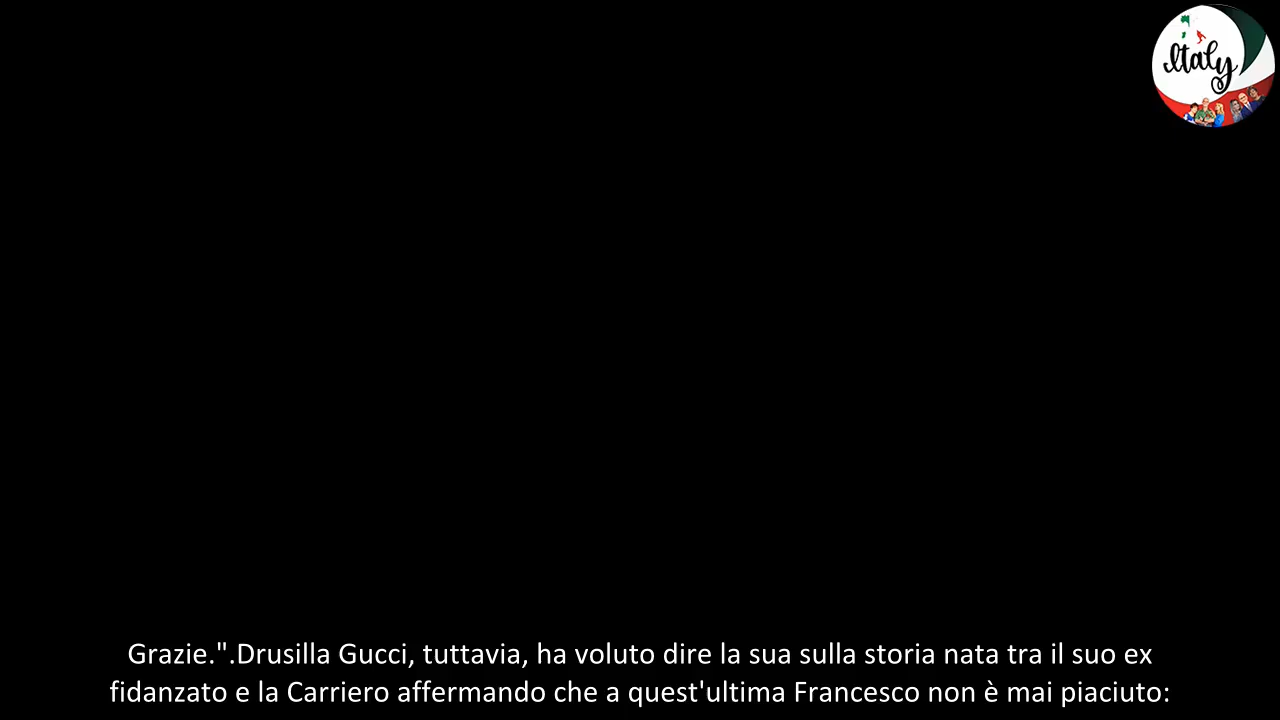 Italy
Grazie.".Drusilla Gucci, tuttavia, ha voluto dire la sua sulla storia nata tra il suo ex
fidanzato e la Carriero affermando che a quest'ultima Francesco non è mai piaciuto: